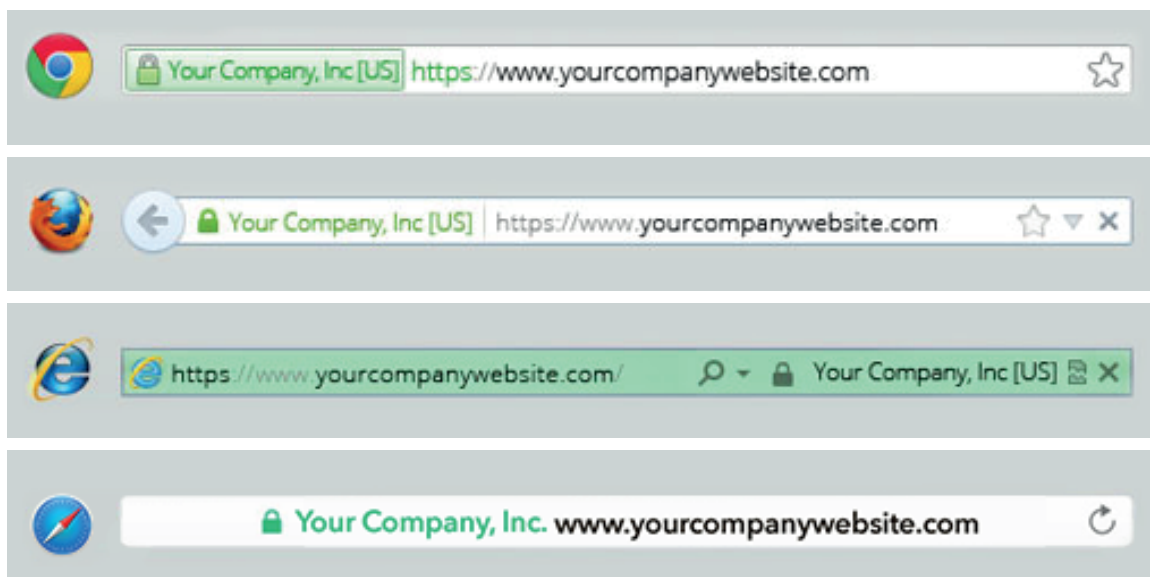 Your Company, Inc [US] https://www.yourcompanywebsite.com
Your Company, Inc [US] https://www.yourcompanywebsite.com
https://www.yourcompanywebsite.com/ Your Company, Inc [US]
Your Company, Inc. www.yourcompanywebsite.com